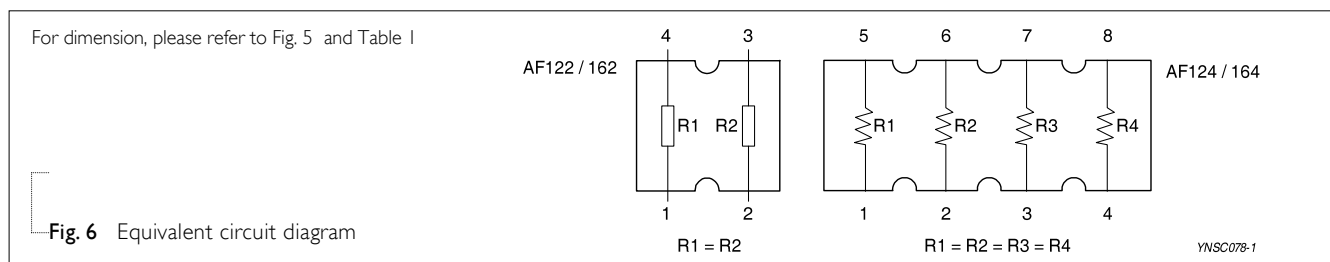 For dimension, please refer to Fig. 5 and Table 1
4 3
AF122 / 162
R1 R2
1 2
R1 = R2
5 6 7 8
AF124 / 164
R1 R2 R3 R4
1 2 3 4
R1 = R2 = R3 = R4
Fig. 6 Equivalent circuit diagram
YNSC078-1